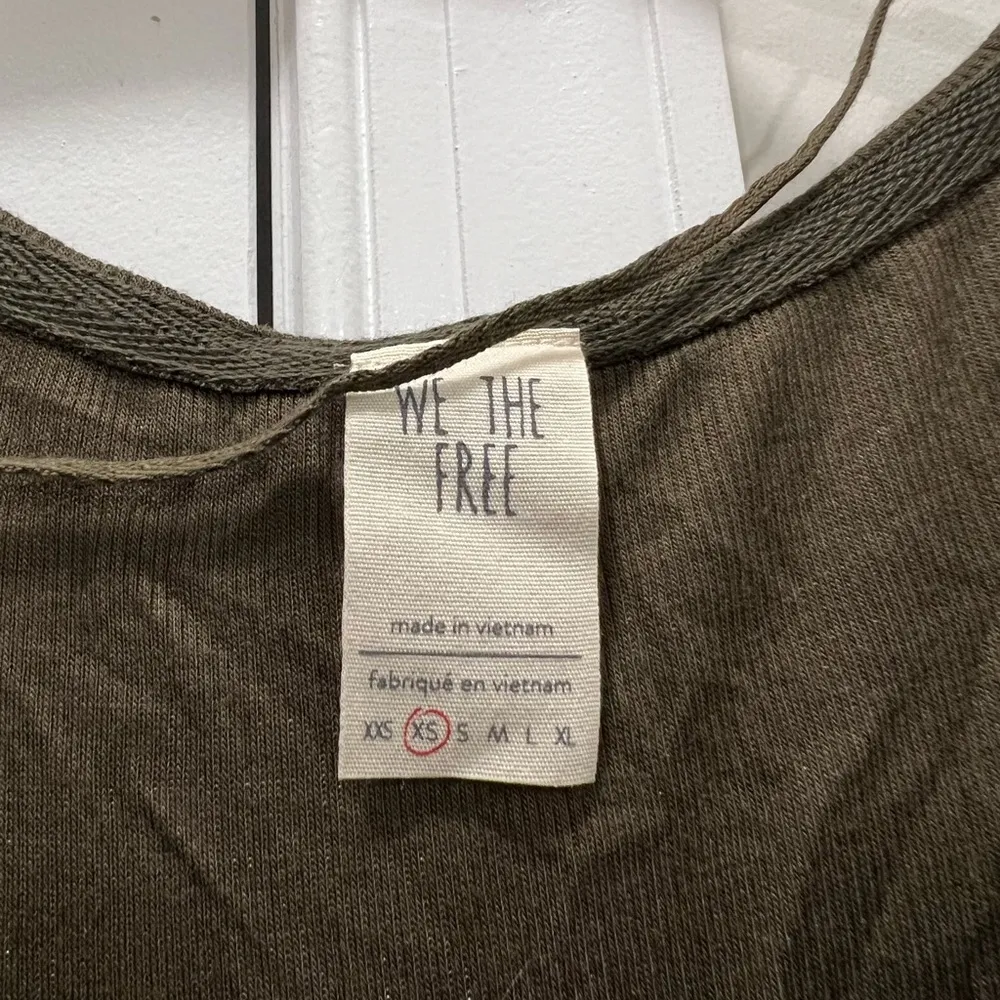 WE THE
FREE
made in vietnam
fabriqué en vietnam
XXS XS S M L XL